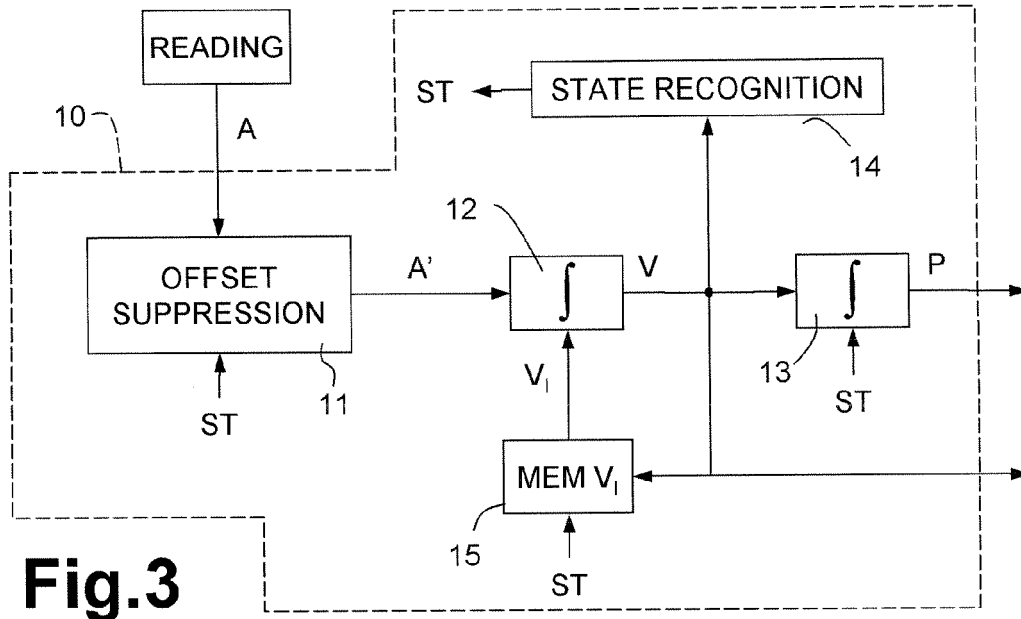 READING
10
A
ST
STATE RECOGNITION
14
OFFSET
SUPPRESSION
11
ST
A'
12
∫
V
∫
P
13
ST
V_I
MEM V_I
15
ST
Fig.3